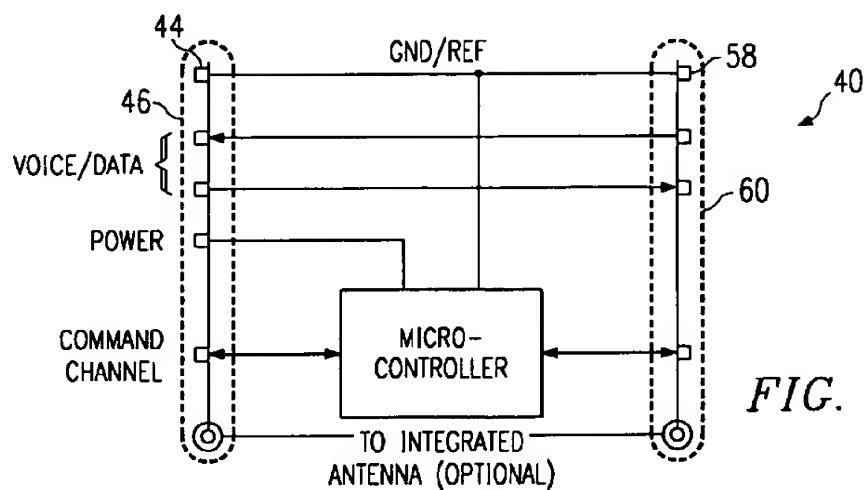 44
GND/REF
58
40
46
VOICE/DATA
60
POWER
COMMAND
CHANNEL
MICRO-
CONTROLLER
FIG.
TO INTEGRATED
ANTENNA (OPTIONAL)